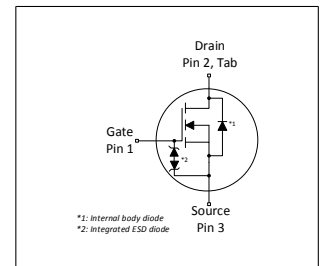 Drain
Pin 2, Tab
*1
Gate
Pin 1
*2
Source
Pin 3
*1: Internal body diode
*2: Integrated ESD diode